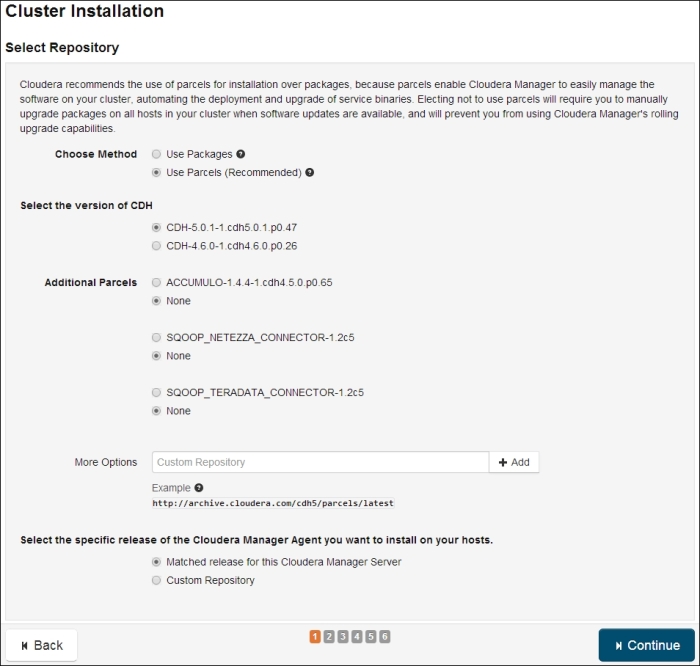 Cluster Installation
Select Repository
Cloudera recommends the use of parcels for installation over packages, because parcels enable Cloudera Manager to easily manage the
software on your cluster, automating the deployment and upgrade of service binaries. Electing not to use parcels will require you to manually
upgrade packages on all hosts in your cluster when software updates are available, and will prevent you from using Cloudera Manager's rolling
upgrade capabilities.
Choose Method Use Packages ?
Use Parcels (Recommended) ?
Select the version of CDH
CDH-5.0.1-1.cdh5.0.1.p0.47
CDH-4.6.0-1.cdh4.6.0.p0.26
Additional Parcels ACCUMULO-1.4.4-1.cdh4.5.0.p0.65
None
SQOOP_NETEZZA_CONNECTOR-1.2c5
None
SQOOP_TERADATA_CONNECTOR-1.2c5
None
More Options Custom Repository + Add
Example ?
http://archive.cloudera.com/cdh5/parcels/latest
Select the specific release of the Cloudera Manager Agent you want to install on your hosts.
Matched release for this Cloudera Manager Server
Custom Repository
Back 1 2 3 4 5 6 Continue